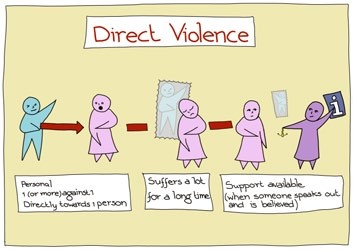 Direct Violence
Personal
1 (or more) against 1
Directly towards 1 person
Suffers a lot
for a long time
Support available
(when someone speaks out
and is believed)
i